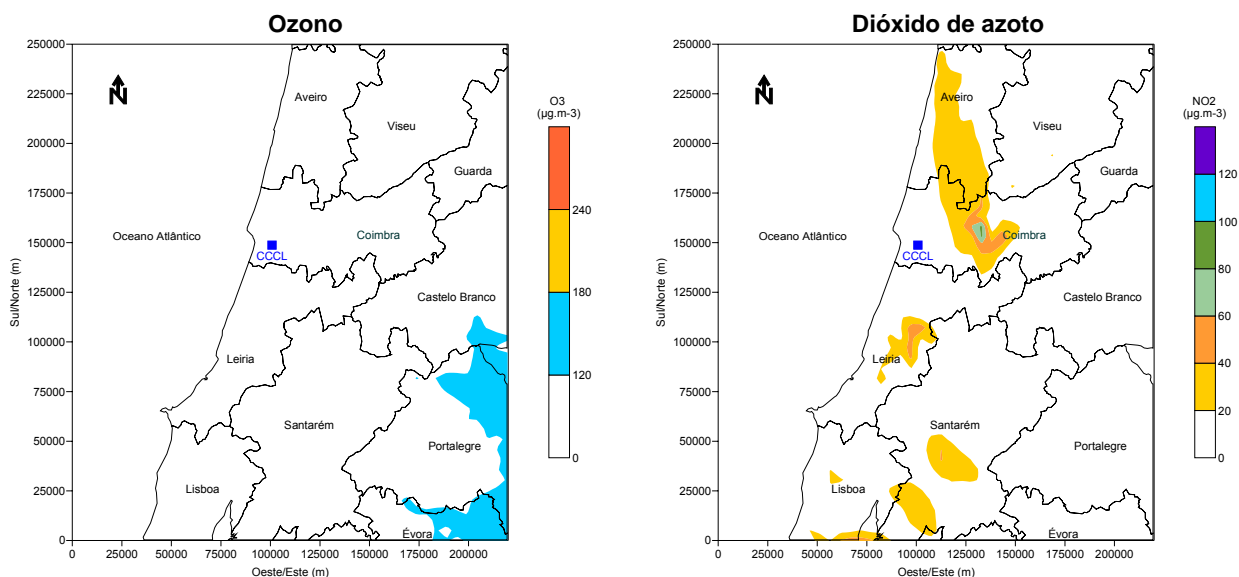 Ozono
250000
225000
200000
175000
150000
125000
100000
75000
50000
25000
0
Sul/Norte (m)
N
Aveiro
Viseu
Guarda
Oceano Atlântico
Coimbra
CCCL
Castelo Branco
Leiria
Santarém
Portalegre
Lisboa
Évora
0 25000 50000 75000 100000 125000 150000 175000 200000
Oeste/Este (m)
O3
(µg.m-3)
240
180
120
0
Dióxido de azoto
250000
225000
200000
175000
150000
125000
100000
75000
50000
25000
0
Sul/Norte (m)
N
Aveiro
Viseu
Guarda
Oceano Atlântico
Coimbra
CCCL
Castelo Branco
Leiria
Santarém
Portalegre
Lisboa
Évora
0 25000 50000 75000 100000 125000 150000 175000 200000
Oeste/Este (m)
NO2
(µg.m-3)
120
100
80
60
40
20
0